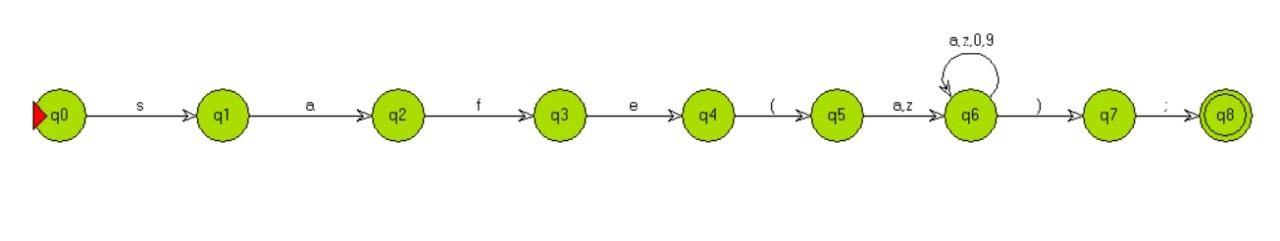 a,z,0,9
s a f e ( a,z ) ;
q0 q1 q2 q3 q4 q5 q6 q7 q8